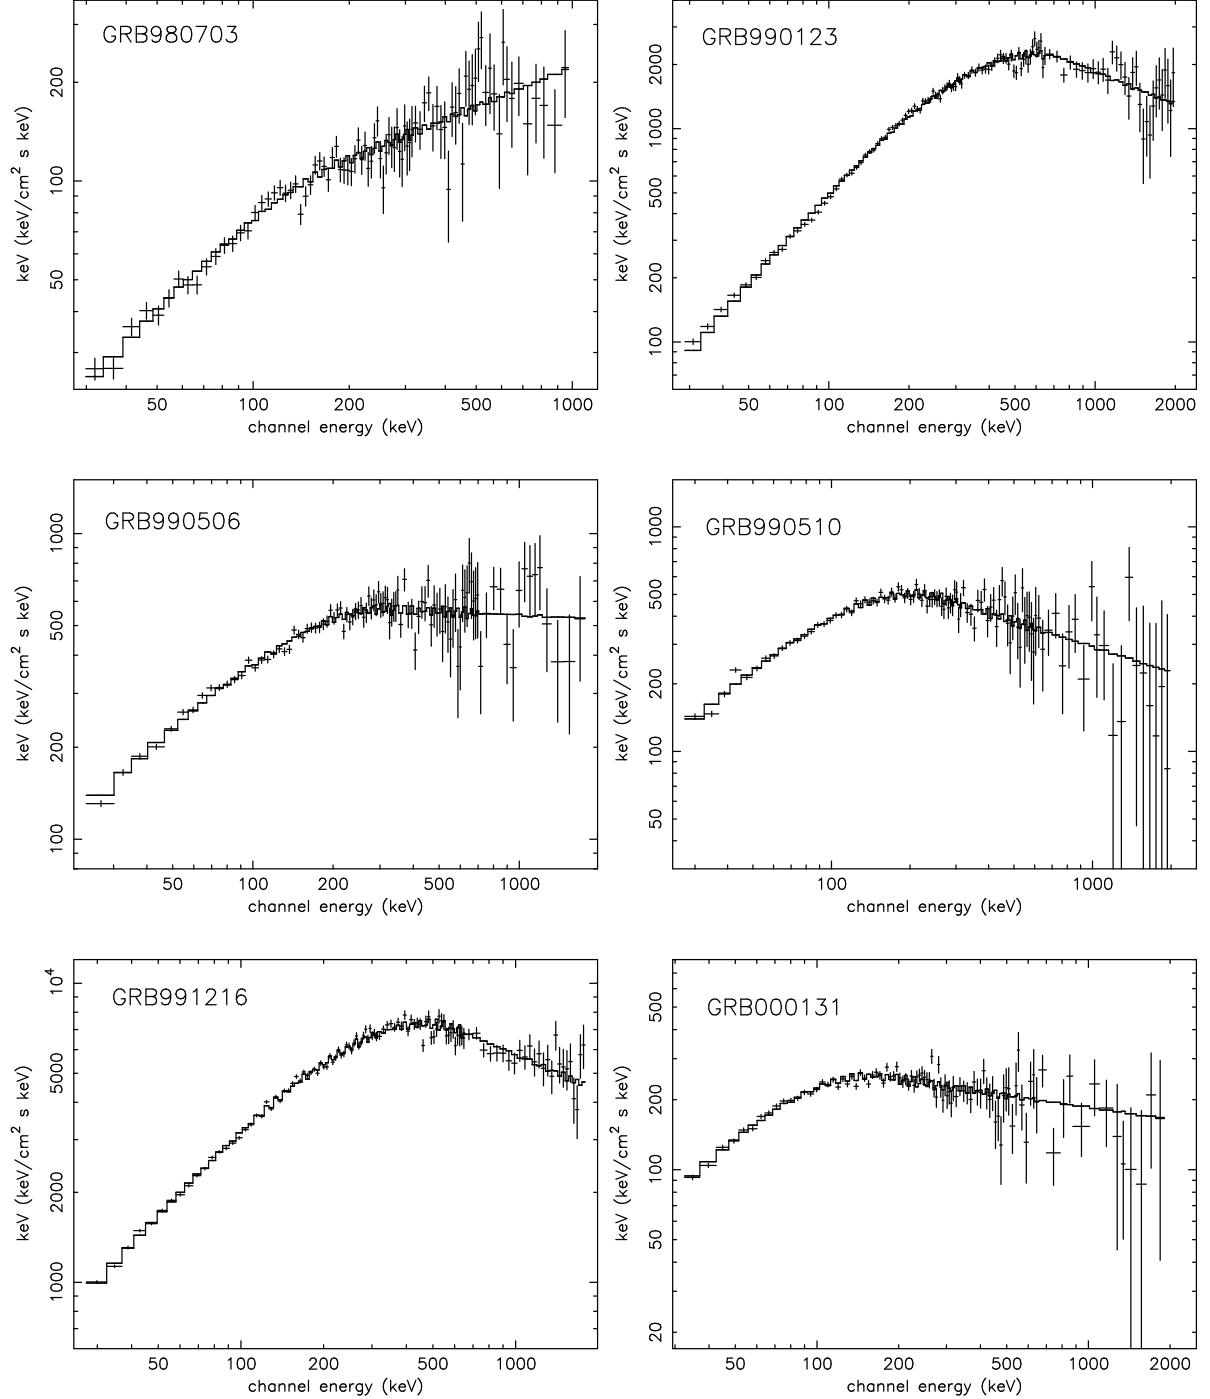 GRB980703
200
100
50
keV (keV/cm² s keV)
50 100 200 500 1000
channel energy (keV)
GRB990123
2000
1000
500
200
100
keV (keV/cm² s keV)
50 100 200 500 1000 2000
channel energy (keV)
GRB990506
1000
500
200
100
keV (keV/cm² s keV)
50 100 200 500 1000
channel energy (keV)
GRB990510
1000
500
200
100
50
keV (keV/cm² s keV)
100 1000
channel energy (keV)
GRB991216
10⁴
5000
2000
1000
keV (keV/cm² s keV)
50 100 200 500 1000
channel energy (keV)
GRB000131
500
200
100
50
20
keV (keV/cm² s keV)
50 100 200 500 1000 2000
channel energy (keV)